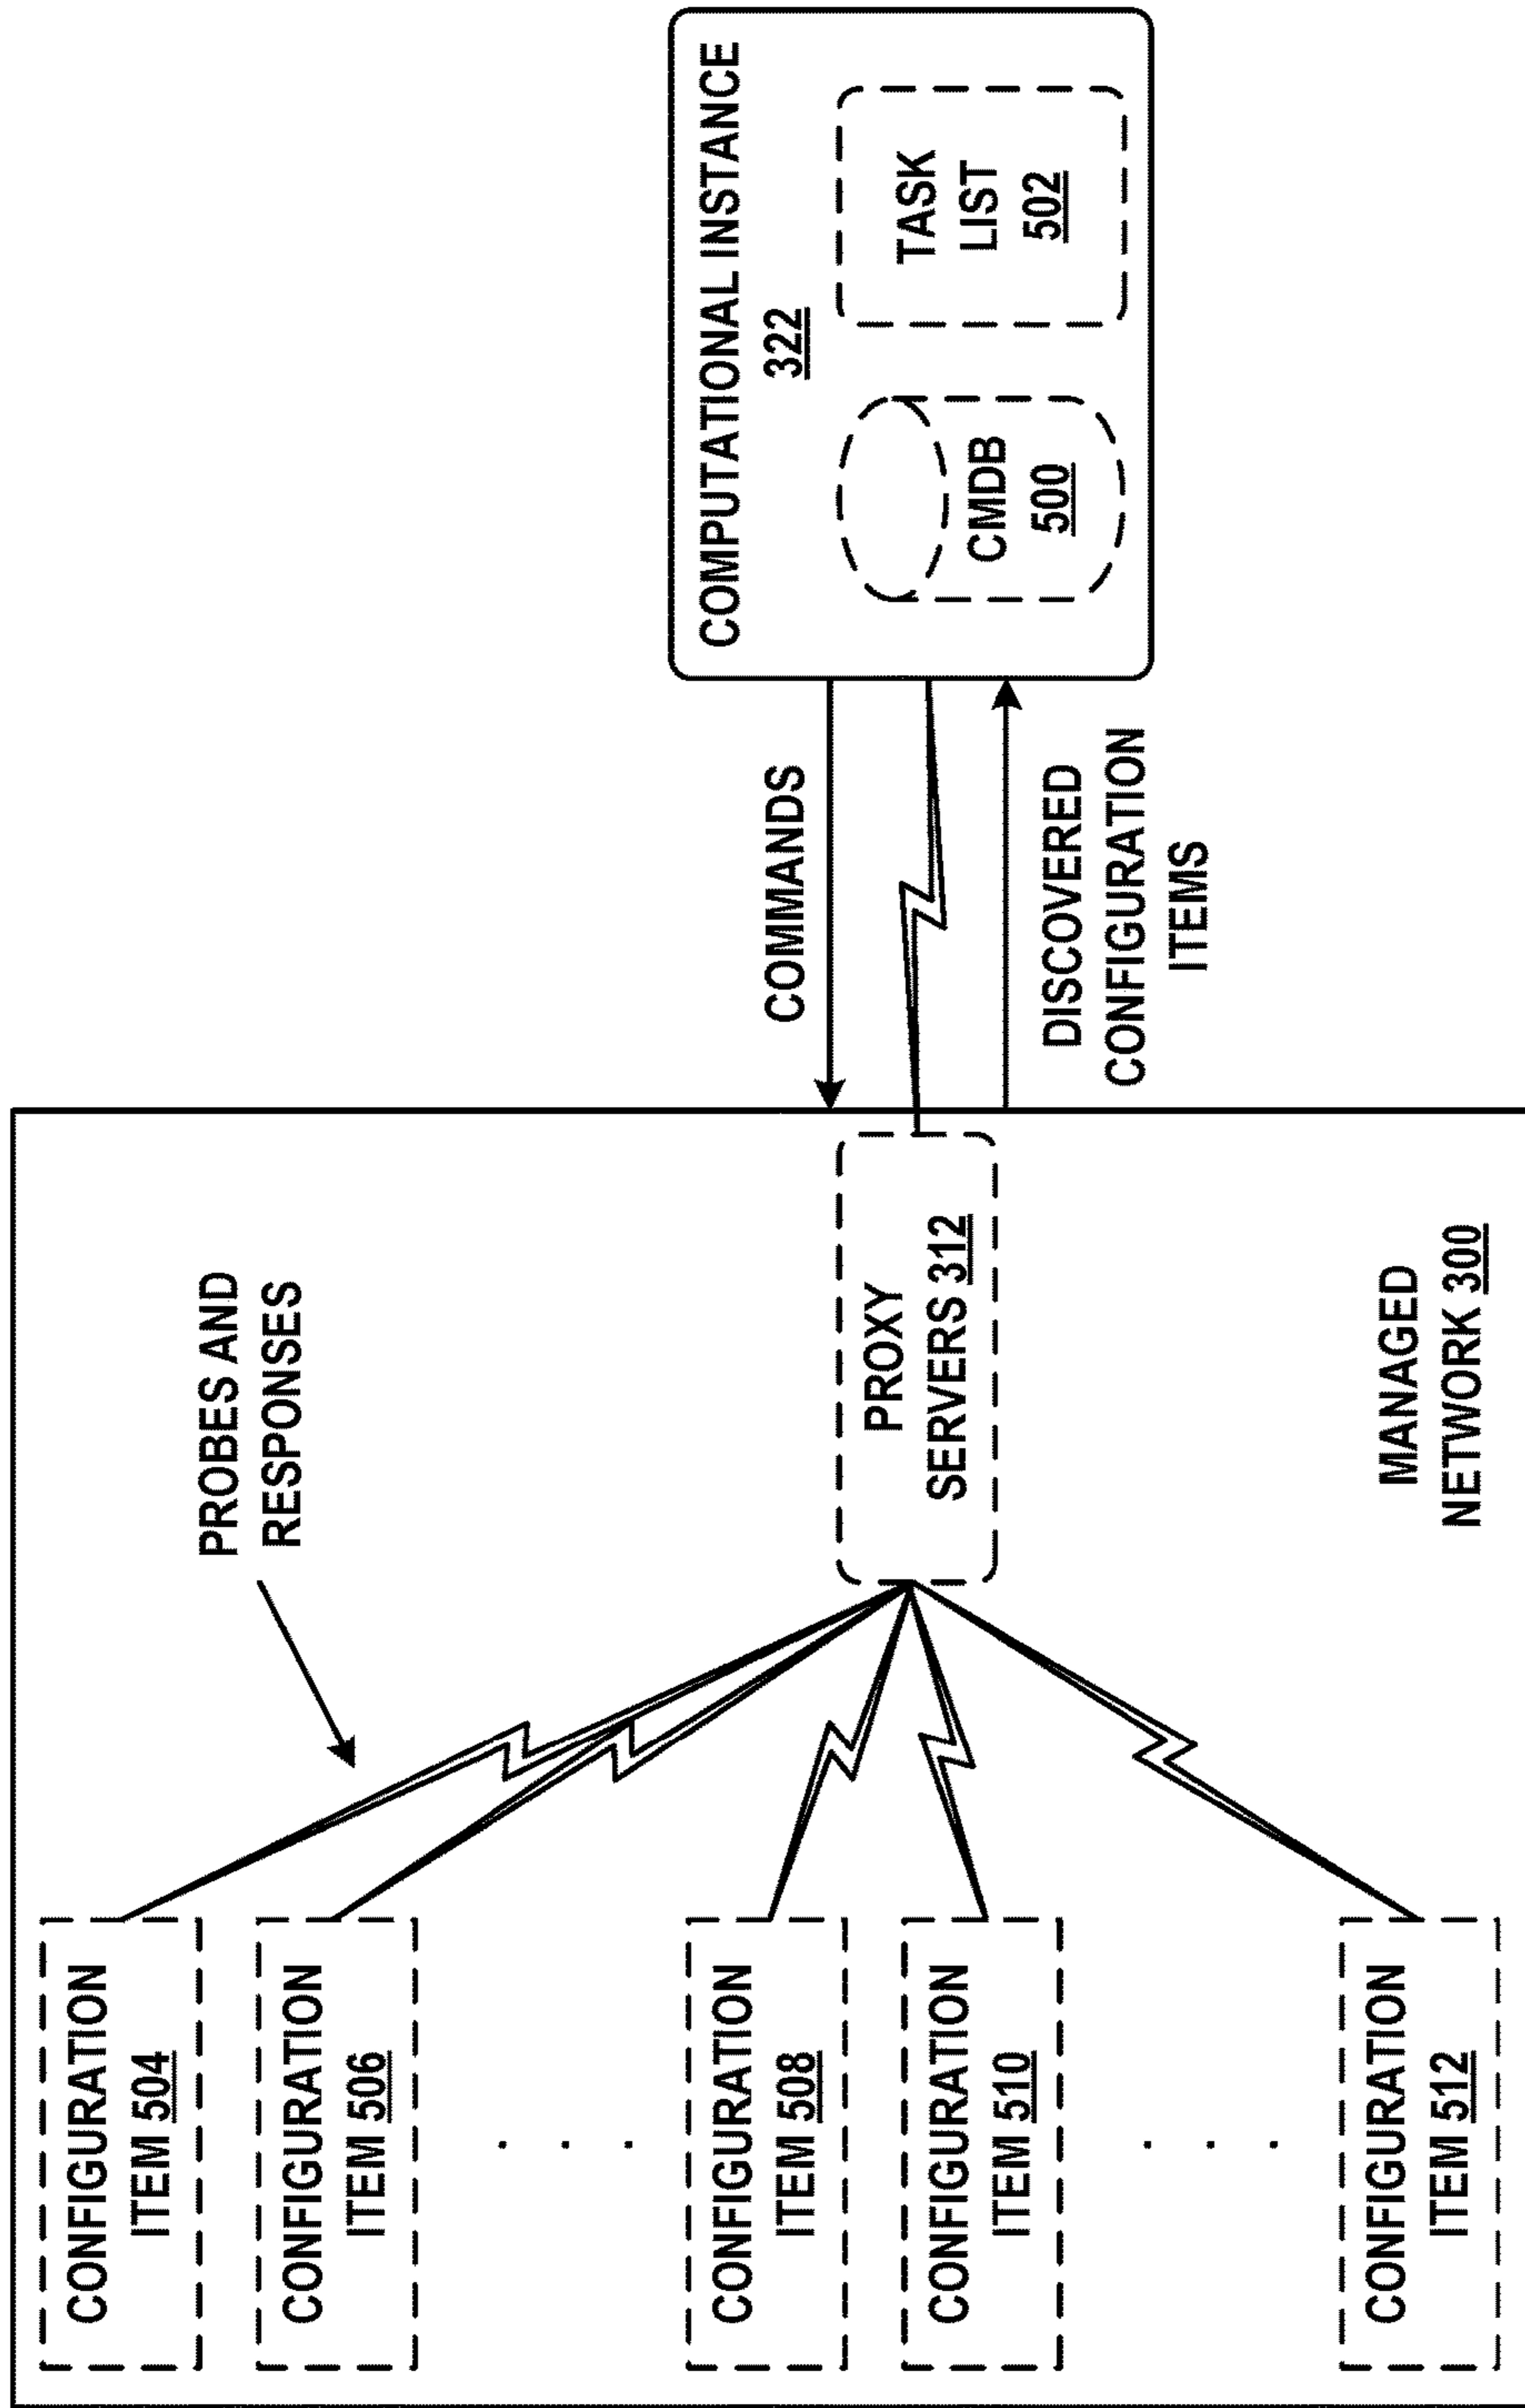 CONFIGURATION
ITEM 504
CONFIGURATION
ITEM 506
. . .
CONFIGURATION
ITEM 508
CONFIGURATION
ITEM 510
. . .
CONFIGURATION
ITEM 512
PROBES AND
RESPONSES
PROXY
SERVERS 312
MANAGED
NETWORK 300
COMMANDS
DISCOVERED
CONFIGURATION
ITEMS
COMPUTATIONAL INSTANCE
322
CMDB
500
TASK
LIST
502